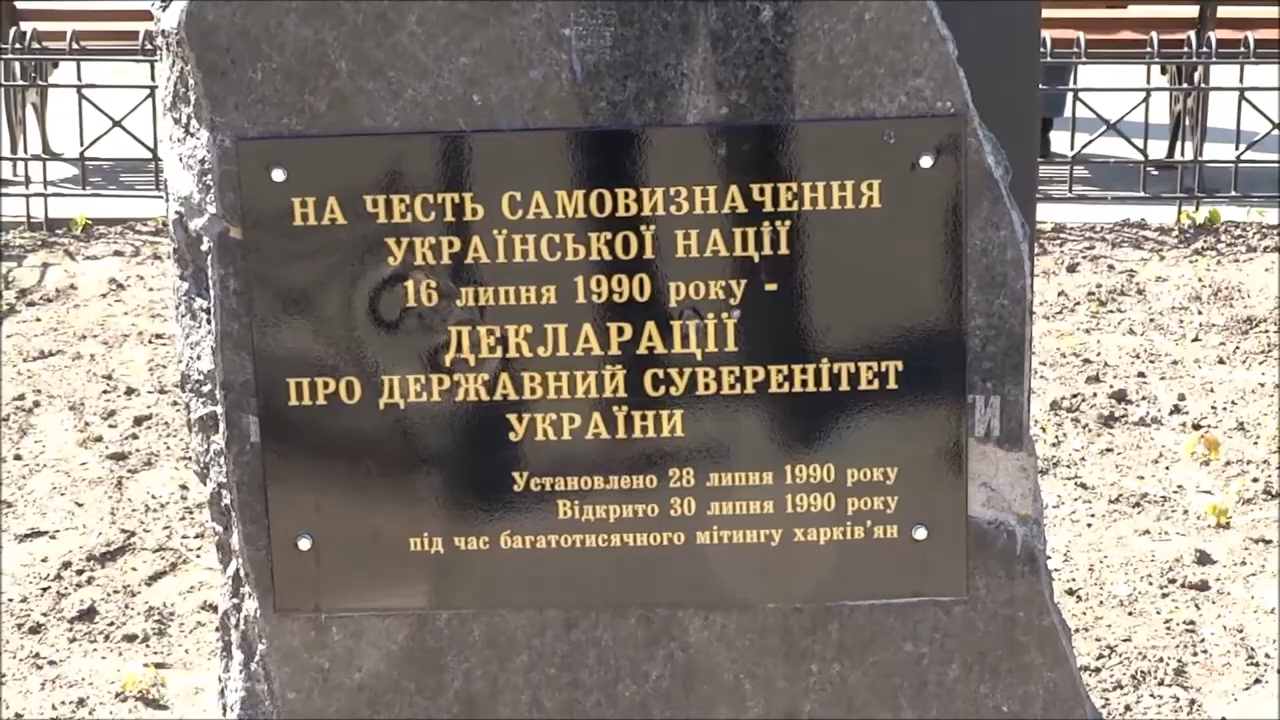 НА ЧЕСТЬ САМОВИЗНАЧЕННЯ
УКРАЇНСЬКОЇ НАЦІЇ
16 липня 1990 року -
ДЕКЛАРАЦІЇ
ПРО ДЕРЖАВНИЙ СУВЕРЕНІТЕТ
УКРАЇНИ
Установлено 28 липня 1990 року
Відкрито 30 липня 1990 року
під час багатотисячного мітингу харків'ян